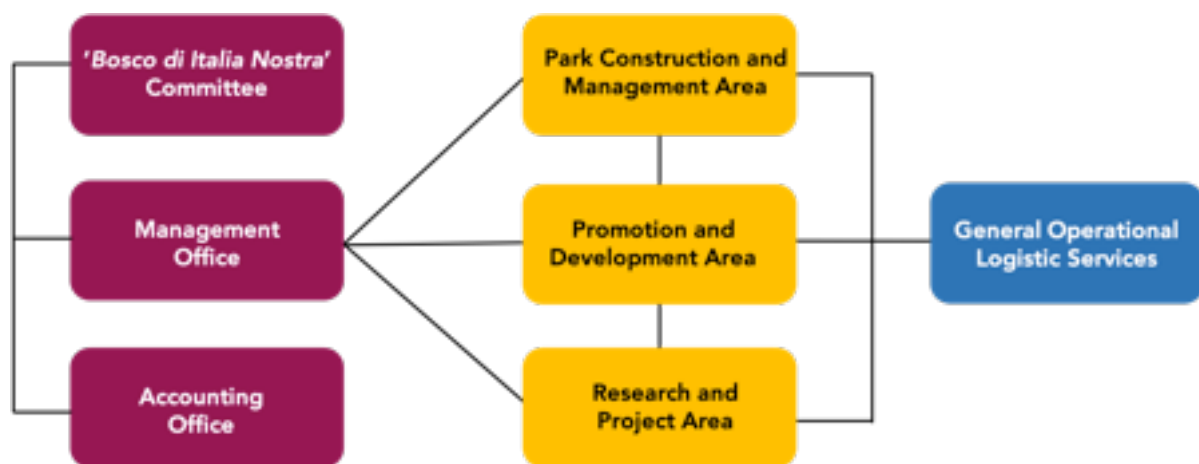 'Bosco di Italia Nostra'
Committee
Management
Office
Accounting
Office
Park Construction and
Management Area
Promotion and
Development Area
Research and
Project Area
General Operational
Logistic Services